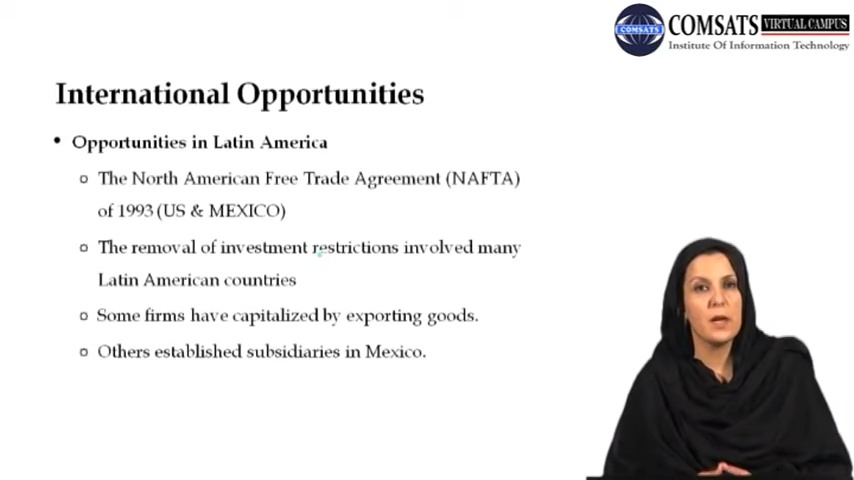 COMSATS
COMSATS VIRTUAL CAMPUS
Institute Of Information Technology
International Opportunities
• Opportunities in Latin America
o The North American Free Trade Agreement (NAFTA)
of 1993 (US & MEXICO)
o The removal of investment restrictions involved many
Latin American countries
o Some firms have capitalized by exporting goods.
o Others established subsidiaries in Mexico.